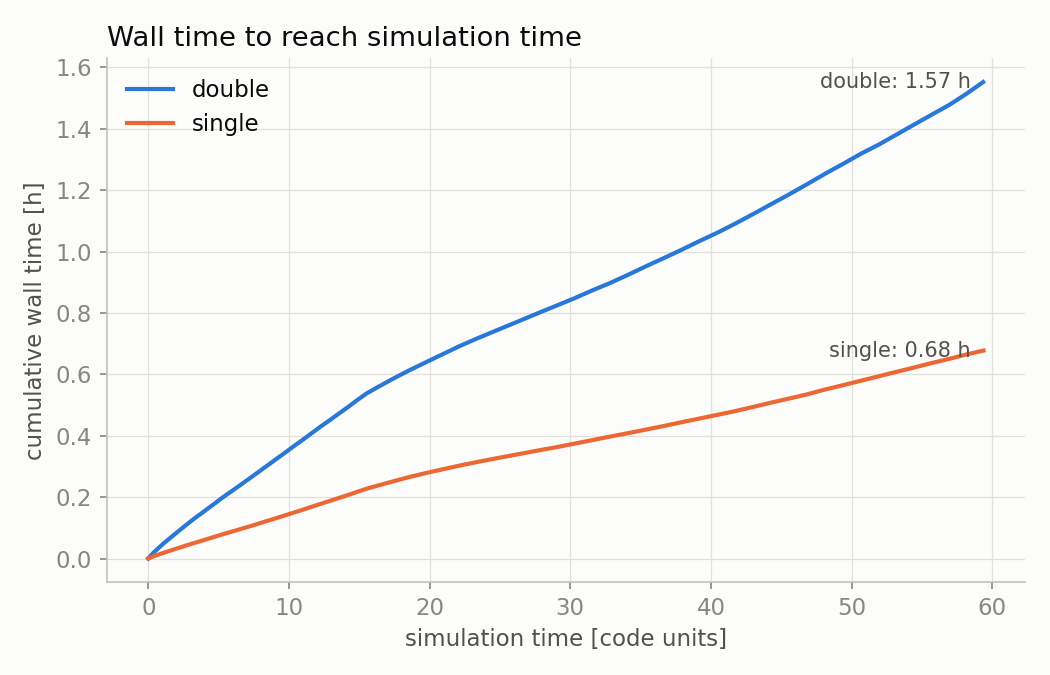 Wall time to reach simulation time
double
single
double: 1.57 h
single: 0.68 h
cumulative wall time [h]
1.6
1.4
1.2
1.0
0.8
0.6
0.4
0.2
0.0
0 10 20 30 40 50 60
simulation time [code units]